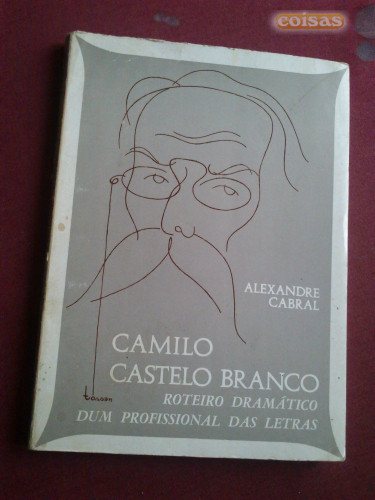 coisas
ALEXANDRE
CABRAL
CAMILO
CASTELO BRANCO
ROTEIRO DRAMÁTICO
DUM PROFISSIONAL DAS LETRAS